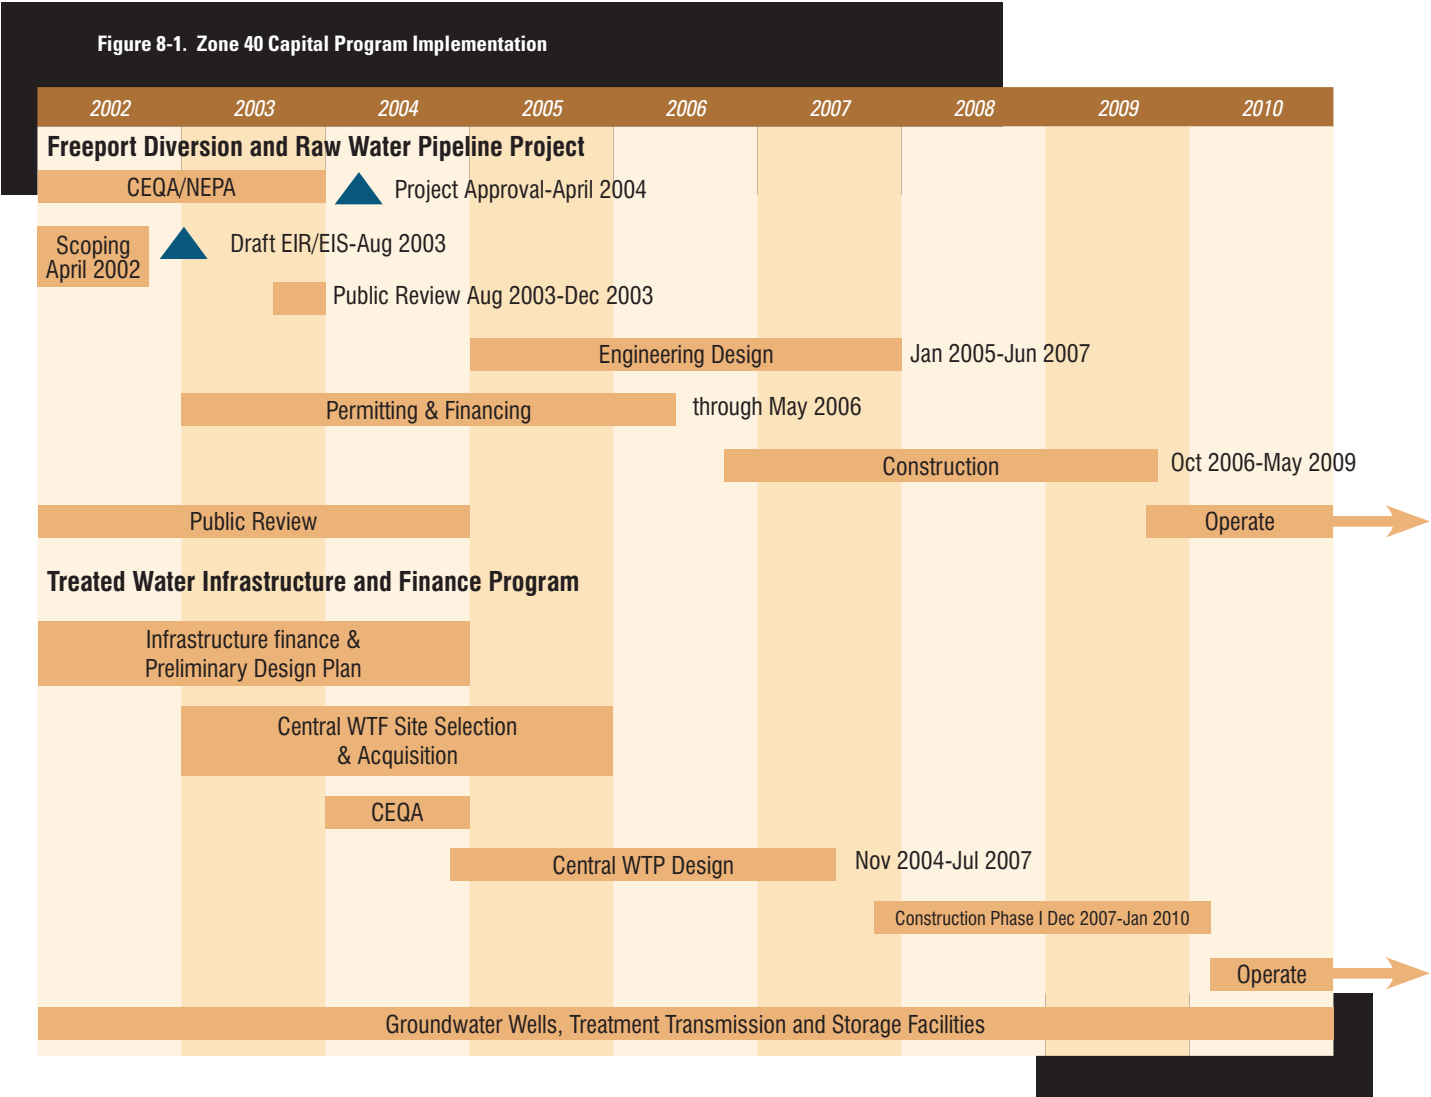 Figure 8-1. Zone 40 Capital Program Implementation
2002 2003 2004 2005 2006 2007 2008 2009 2010
Freeport Diversion and Raw Water Pipeline Project
CEQA/NEPA
Project Approval-April 2004
Scoping
April 2002
Draft EIR/EIS-Aug 2003
Public Review Aug 2003-Dec 2003
Engineering Design
Jan 2005-Jun 2007
Permitting & Financing
through May 2006
Construction
Oct 2006-May 2009
Public Review
Operate
Treated Water Infrastructure and Finance Program
Infrastructure finance &
Preliminary Design Plan
Central WTF Site Selection
& Acquisition
CEQA
Central WTP Design
Nov 2004-Jul 2007
Construction Phase I Dec 2007-Jan 2010
Operate
Groundwater Wells, Treatment Transmission and Storage Facilities